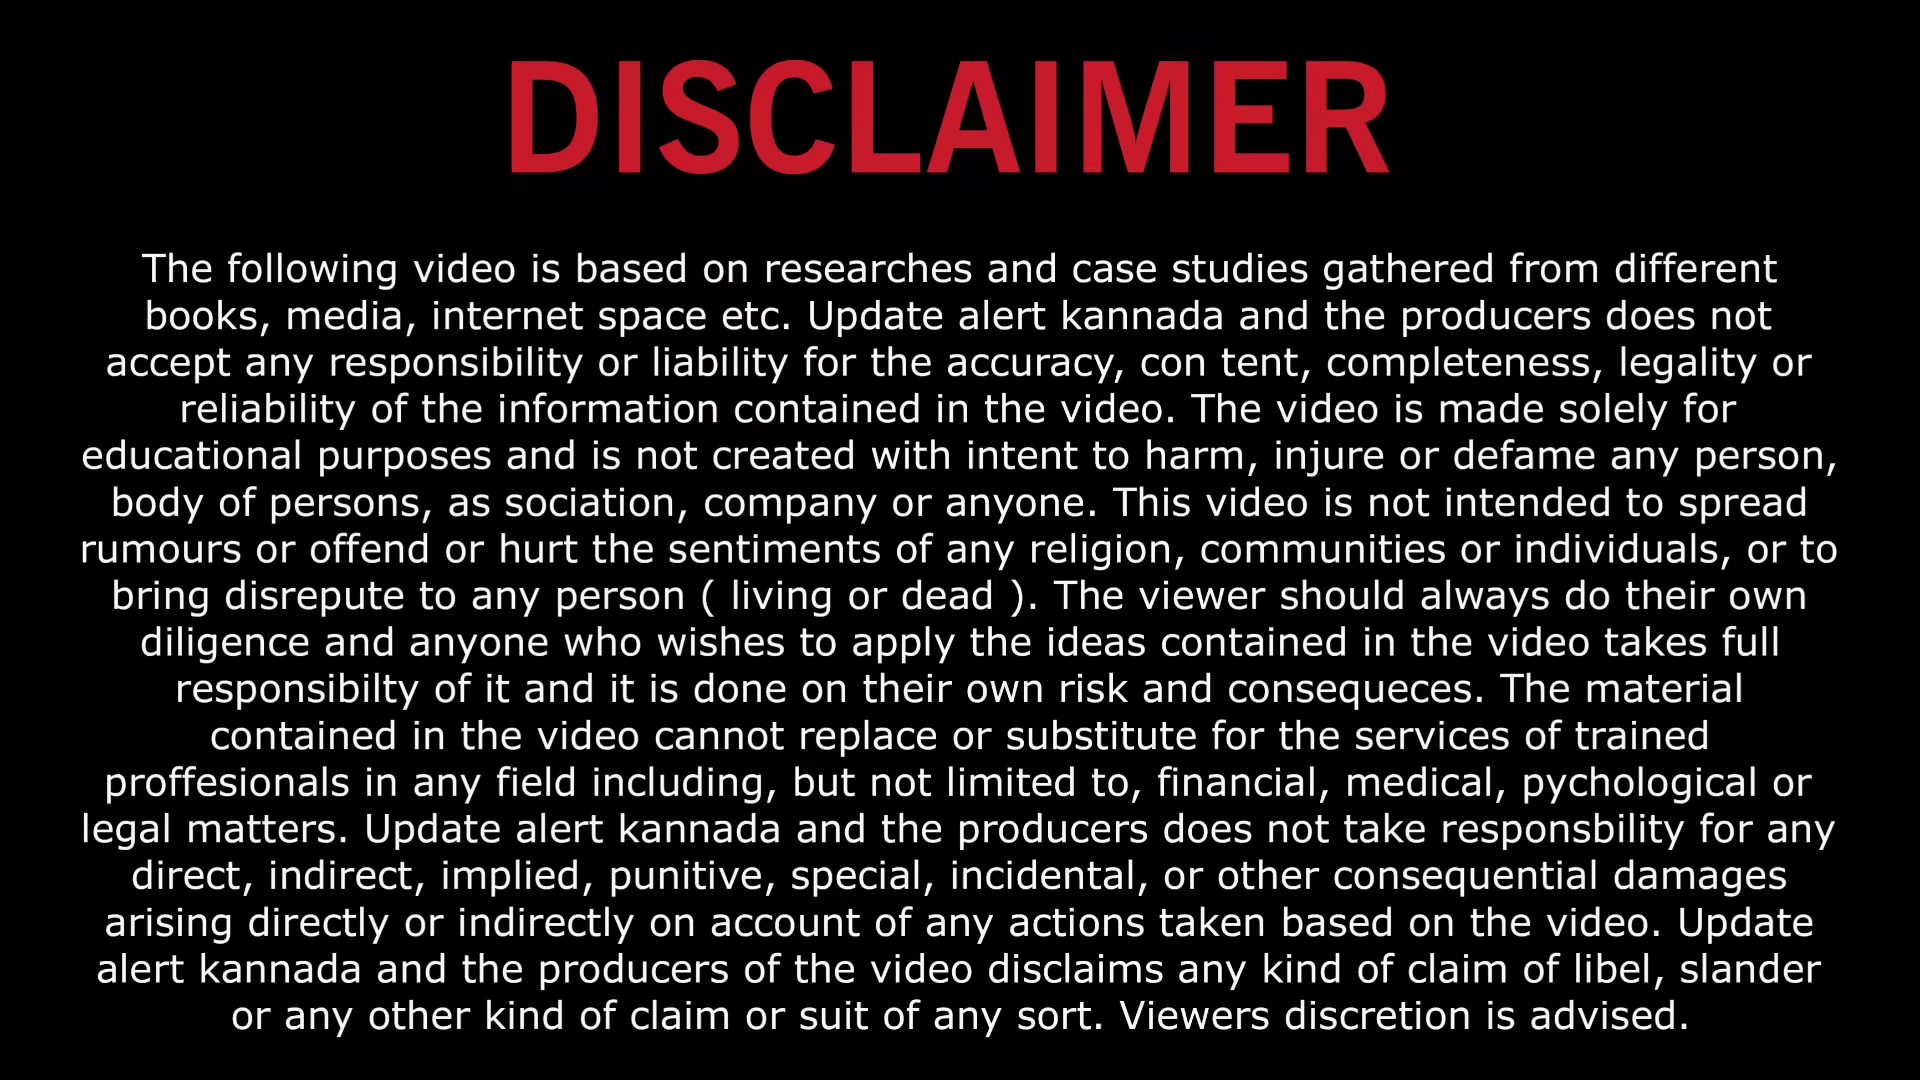 DISCLAIMER
The following video is based on researches and case studies gathered from different
books, media, internet space etc. Update alert kannada and the producers does not
accept any responsibility or liability for the accuracy, con tent, completeness, legality or
reliability of the information contained in the video. The video is made solely for
educational purposes and is not created with intent to harm, injure or defame any person,
body of persons, as sociation, company or anyone. This video is not intended to spread
rumours or offend or hurt the sentiments of any religion, communities or individuals, or to
bring disrepute to any person ( living or dead ). The viewer should always do their own
diligence and anyone who wishes to apply the ideas contained in the video takes full
responsibilty of it and it is done on their own risk and consequeces. The material
contained in the video cannot replace or substitute for the services of trained
proffesionals in any field including, but not limited to, financial, medical, pychological or
legal matters. Update alert kannada and the producers does not take responsbility for any
direct, indirect, implied, punitive, special, incidental, or other consequential damages
arising directly or indirectly on account of any actions taken based on the video. Update
alert kannada and the producers of the video disclaims any kind of claim of libel, slander
or any other kind of claim or suit of any sort. Viewers discretion is advised.